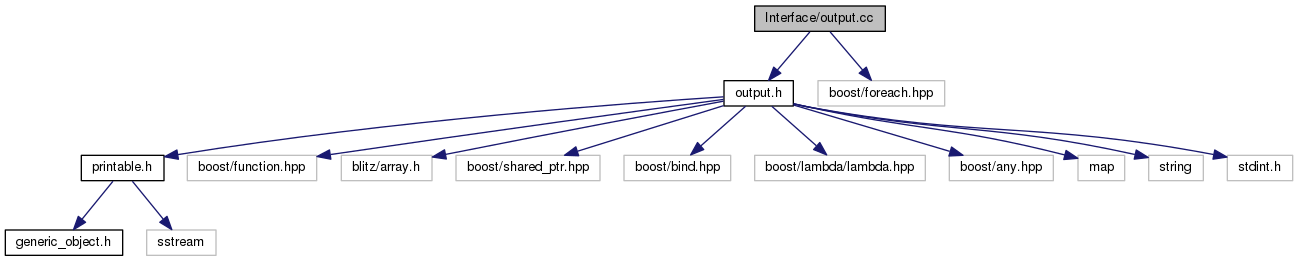 Interface/output.cc
output.h
boost/foreach.hpp
printable.h
boost/function.hpp
blitz/array.h
boost/shared_ptr.hpp
boost/bind.hpp
boost/lambda/lambda.hpp
boost/any.hpp
map
string
stdint.h
generic_object.h
sstream